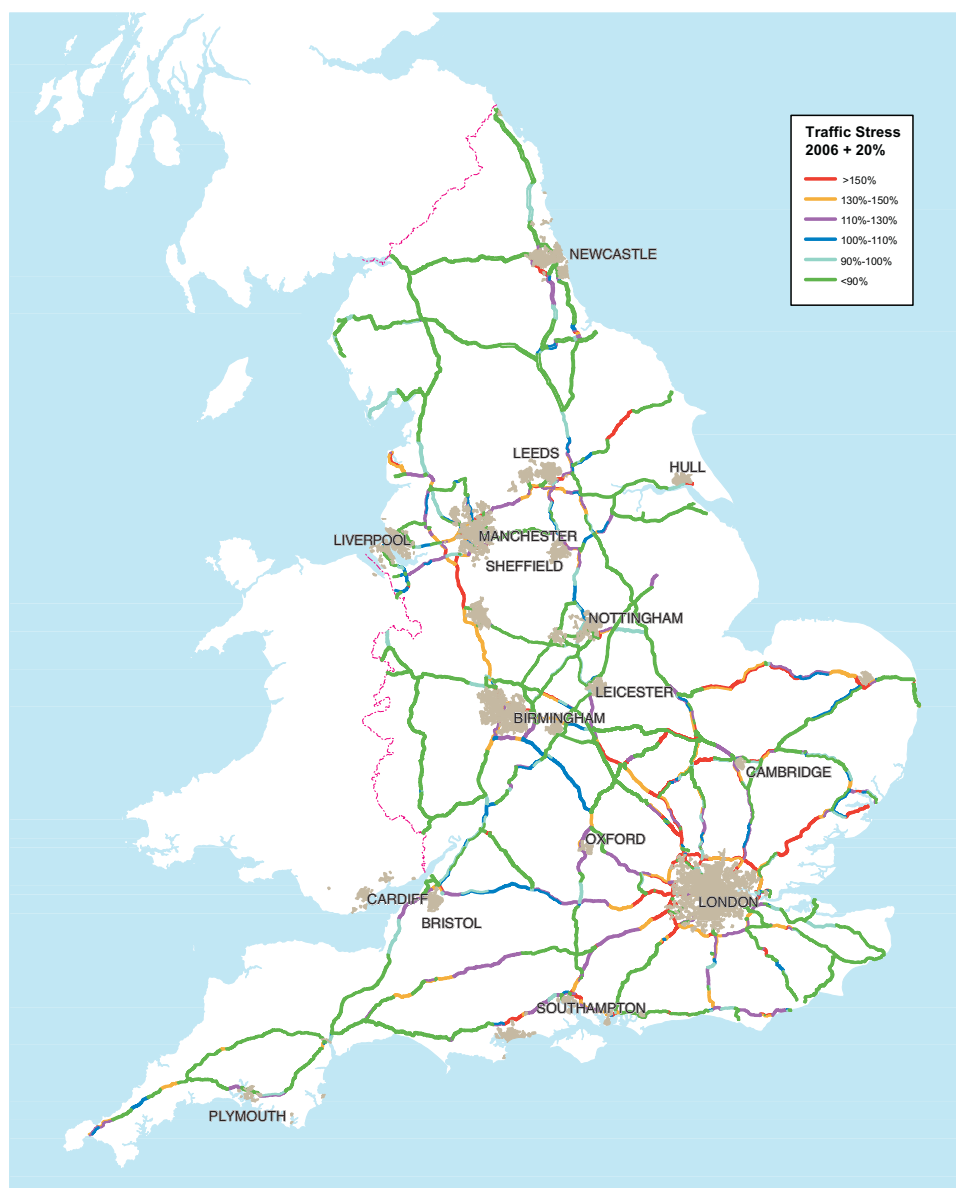 Traffic Stress
2006 + 20%
>150%
130%-150%
110%-130%
100%-110%
90%-100%
<90%
NEWCASTLE
LEEDS
HULL
LIVERPOOL
MANCHESTER
SHEFFIELD
NOTTINGHAM
LEICESTER
BIRMINGHAM
CAMBRIDGE
OXFORD
CARDIFF
LONDON
BRISTOL
SOUTHAMPTON
PLYMOUTH